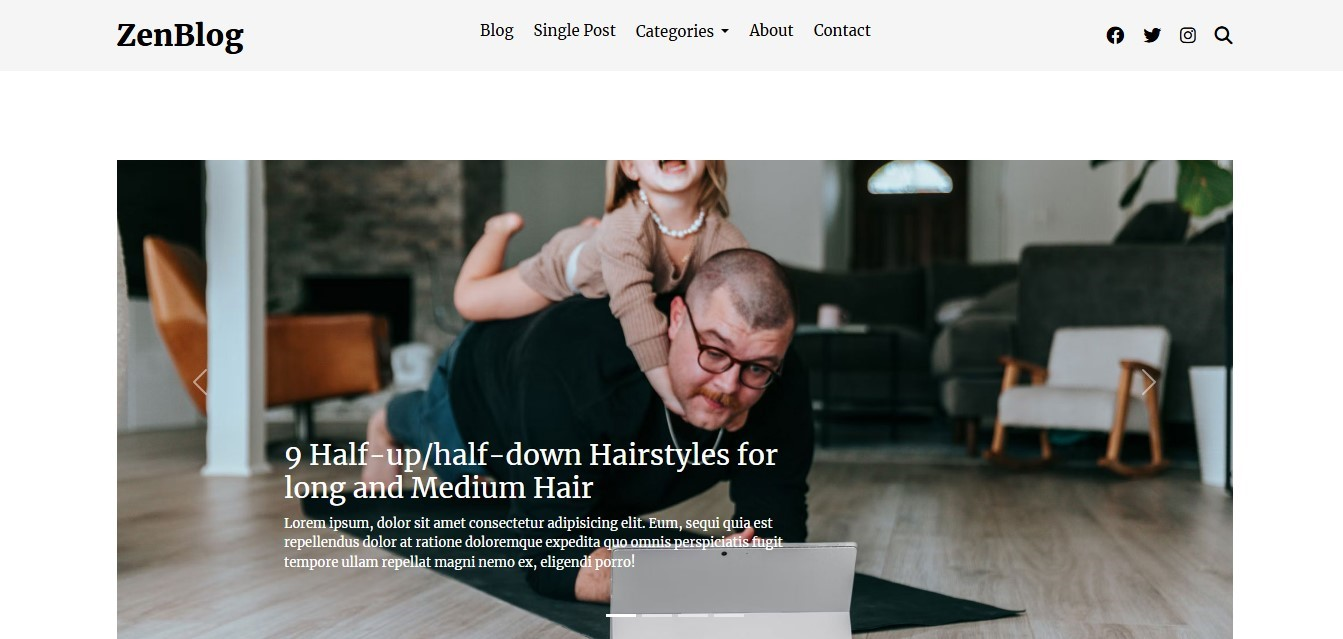 ZenBlog
Blog Single Post Categories About Contact
9 Half-up/half-down Hairstyles for
long and Medium Hair
Lorem ipsum, dolor sit amet consectetur adipisicing elit. Eum, sequi quia est
repellendus dolor at ratione doloremque expedita quo omnis perspiciatis fugit
tempore ullam repellat magni nemo ex, eligendi porro!